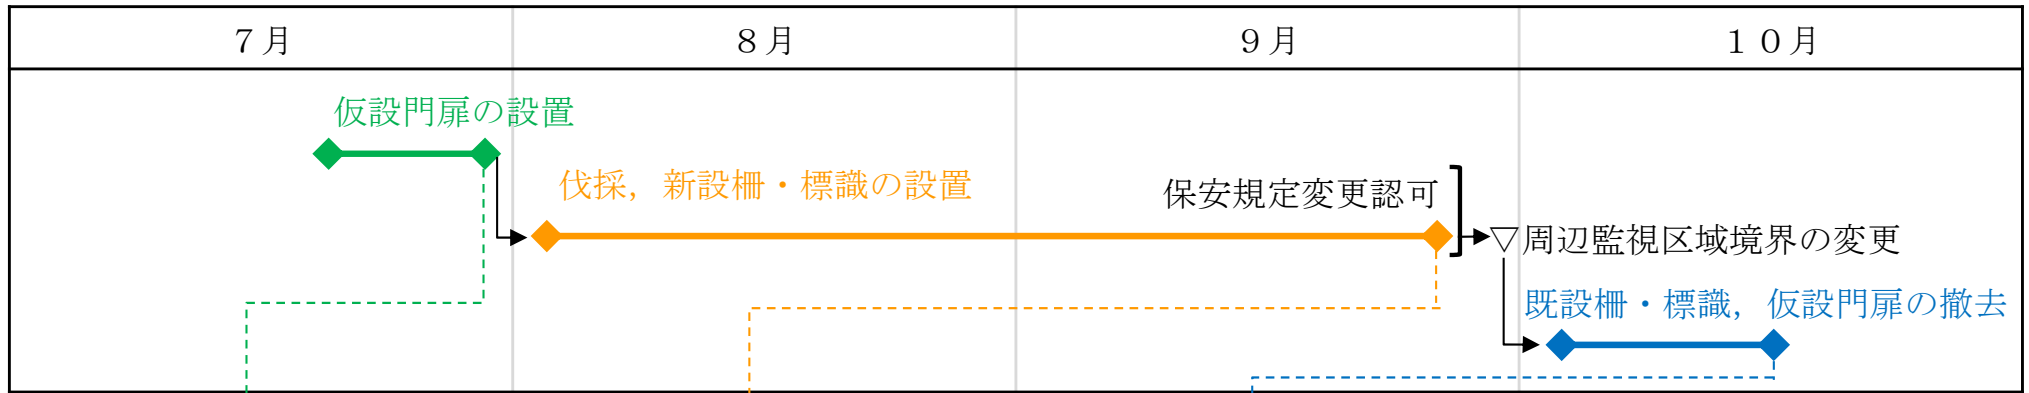 ７月
８月
９月
１０月
仮設門扉の設置
伐採，新設柵・標識の設置
保安規定変更認可
▽周辺監視区域境界の変更
既設柵・標識，仮設門扉の撤去